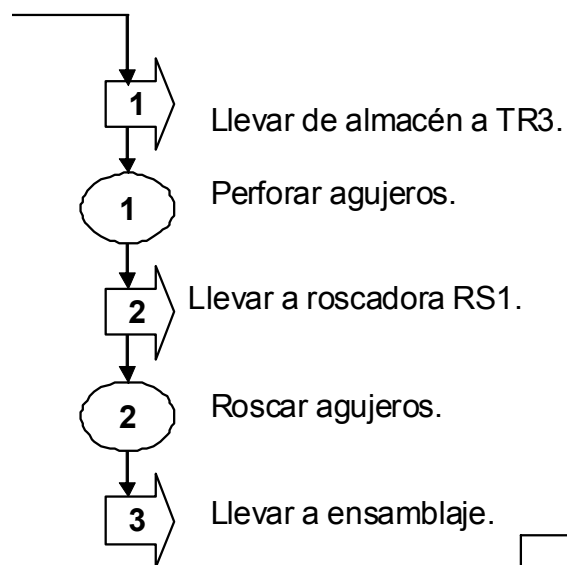 1 Llevar de almacén a TR3.
1 Perforar agujeros.
2 Llevar a roscadora RS1.
2 Roscar agujeros.
3 Llevar a ensamblaje.